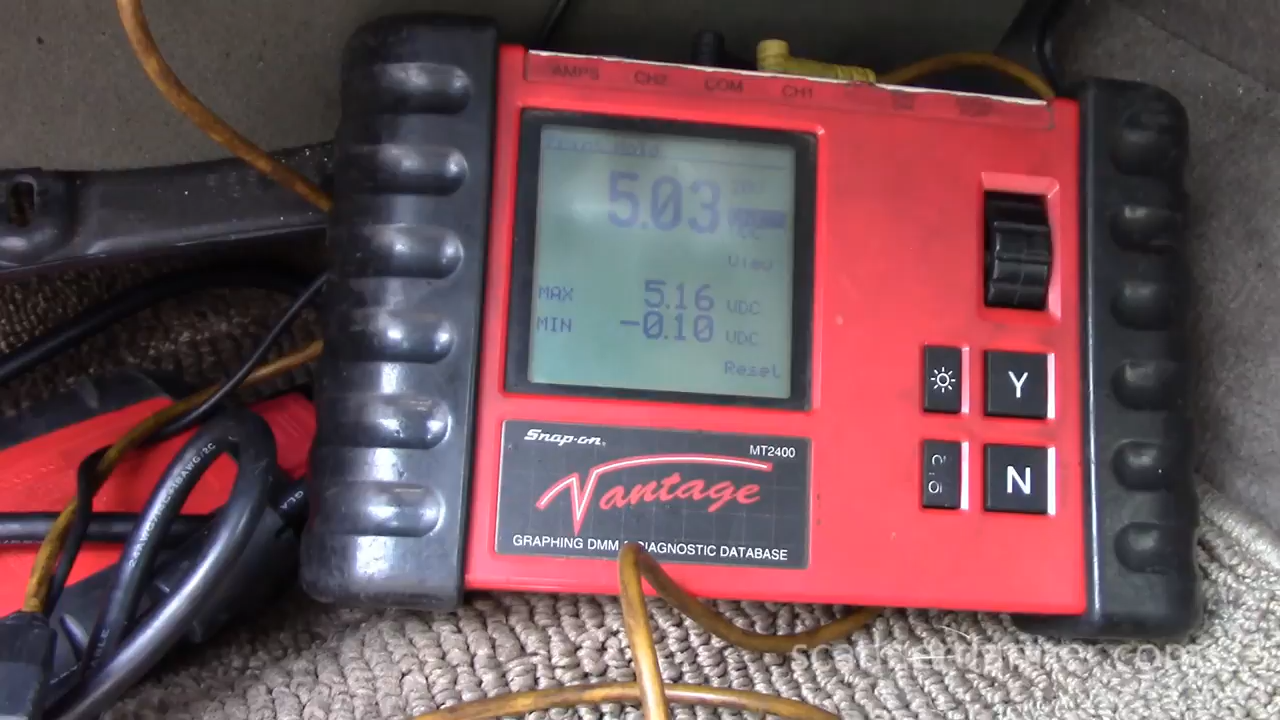 AMPS CH2 COM CH1
5.03
View
MAX 5.16 VDC
MIN -0.10 VDC
Reset
Y
N
Snap-on
MT2400
Vantage
GRAPHING DMM & DIAGNOSTIC DATABASE